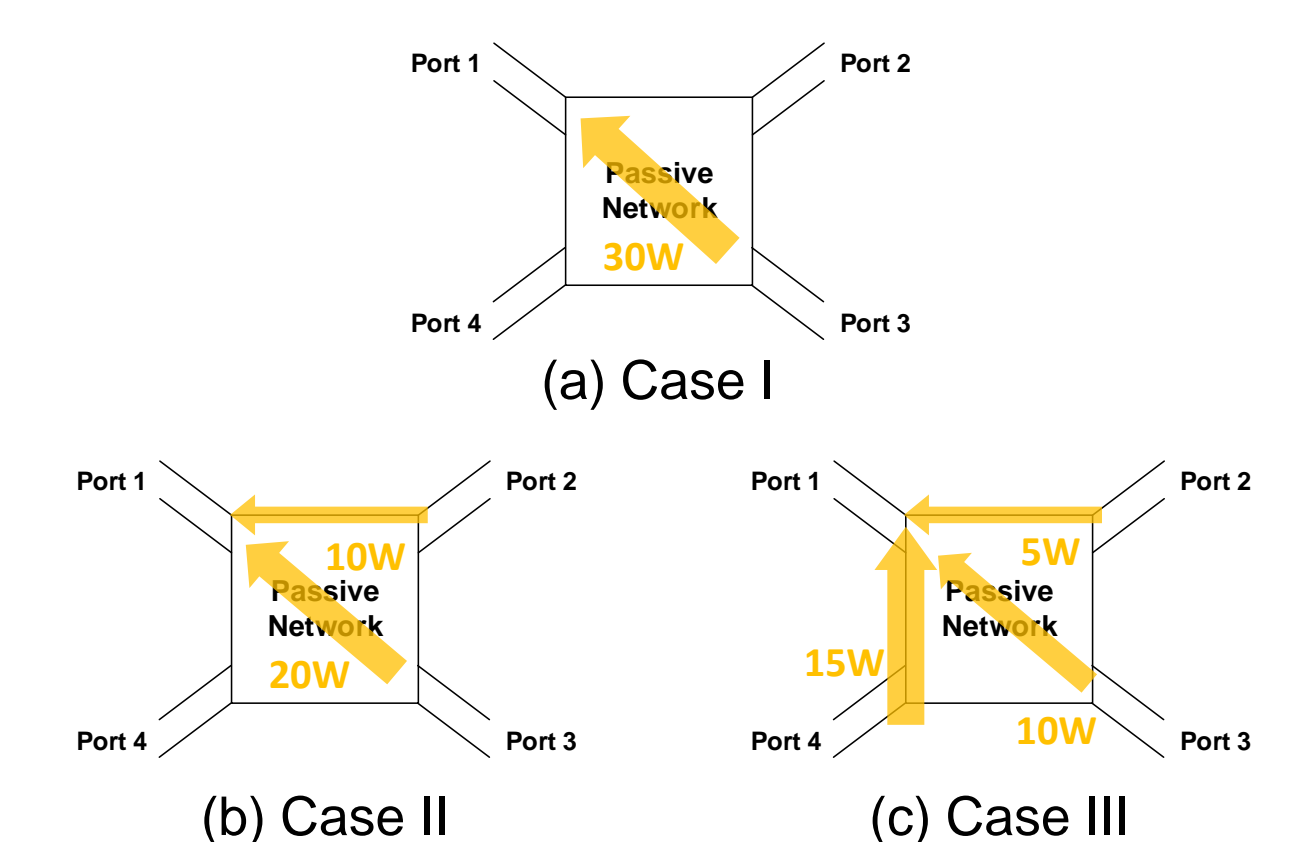 Port 1
Port 2
Passive
Network
30W
Port 4
Port 3
(a) Case I
Port 1
Port 2
10W
Passive
Network
20W
Port 4
Port 3
(b) Case II
Port 1
Port 2
5W
Passive
Network
15W
10W
Port 4
Port 3
(c) Case III